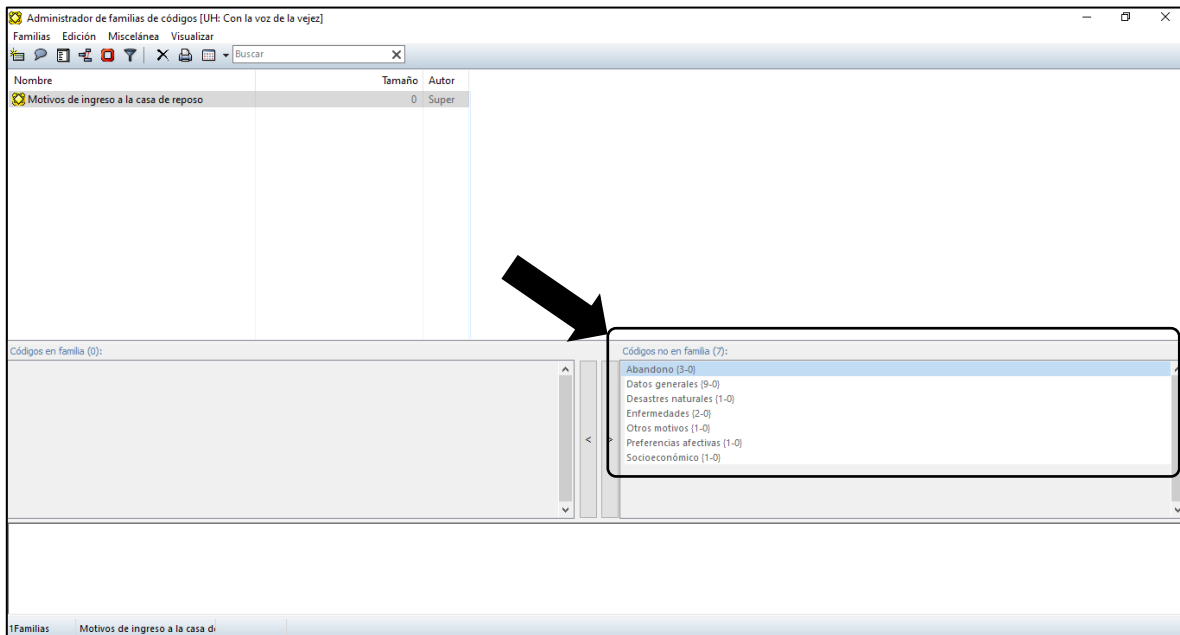 Administrador de familias de códigos [UH: Con la voz de la vejez]
Familias Edición Miscelánea Visualizar
Buscar
Nombre Tamaño Autor
Motivos de ingreso a la casa de reposo 0 Super
Códigos en familia (0):
Códigos no en familia (7):
Abandono {3-0}
Datos generales {9-0}
Desastres naturales {1-0}
Enfermedades {2-0}
Otros motivos {1-0}
Preferencias afectivas {1-0}
Socioeconómico {1-0}
< >
1Familias Motivos de ingreso a la casa d